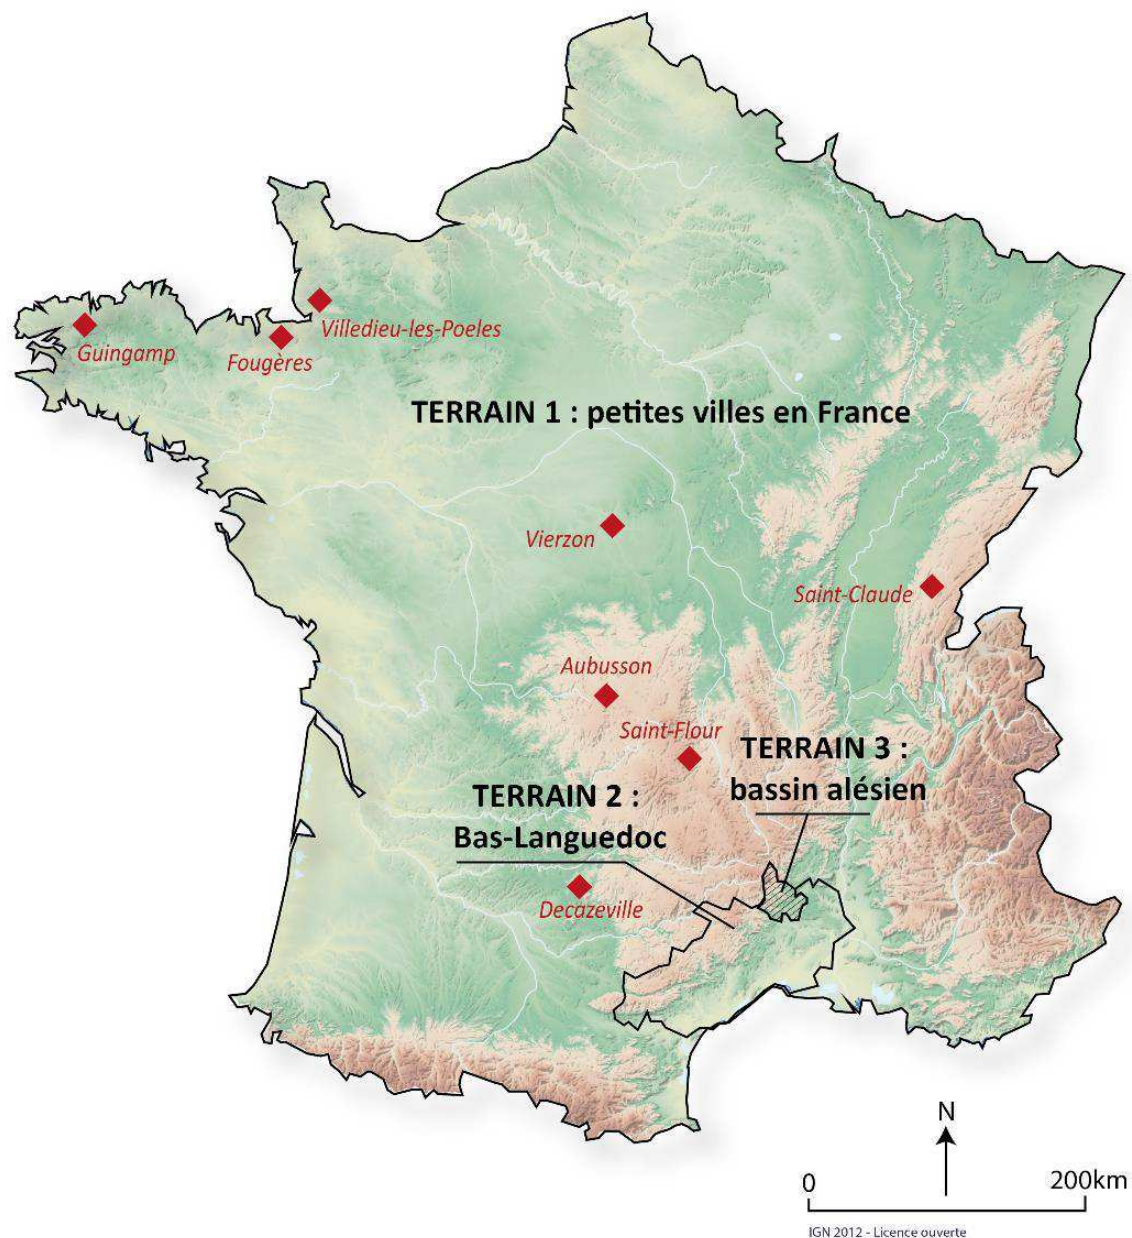 Villedieu-les-Poeles
Guingamp
Fougères
TERRAIN 1 : petites villes en France
Vierzon
Saint-Claude
Aubusson
Saint-Flour
TERRAIN 3 :
bassin alésien
TERRAIN 2 :
Bas-Languedoc
Decazeville
N
0
200km
IGN 2012 - Licence ouverte